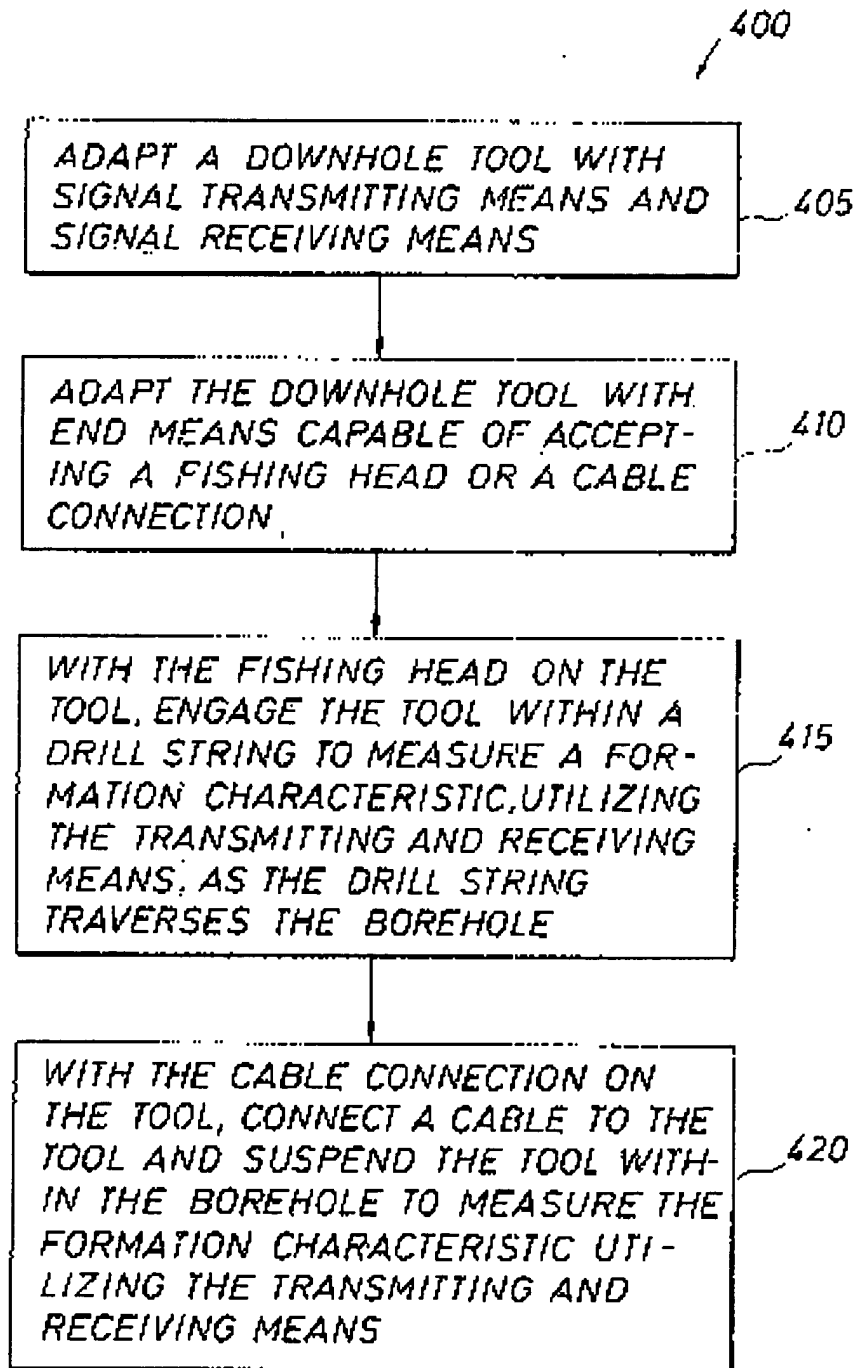 400
ADAPT A DOWNHOLE TOOL WITH
SIGNAL TRANSMITTING MEANS AND
SIGNAL RECEIVING MEANS
405
ADAPT THE DOWNHOLE TOOL WITH
END MEANS CAPABLE OF ACCEPT-
ING A FISHING HEAD OR A CABLE
CONNECTION
410
WITH THE FISHING HEAD ON THE
TOOL, ENGAGE THE TOOL WITHIN A
DRILL STRING TO MEASURE A FOR-
MATION CHARACTERISTIC, UTILIZING
THE TRANSMITTING AND RECEIVING
MEANS, AS THE DRILL STRING
TRAVERSES THE BOREHOLE
415
WITH THE CABLE CONNECTION ON
THE TOOL, CONNECT A CABLE TO THE
TOOL AND SUSPEND THE TOOL WITH-
IN THE BOREHOLE TO MEASURE THE
FORMATION CHARACTERISTIC UTI-
LIZING THE TRANSMITTING AND
RECEIVING MEANS
420